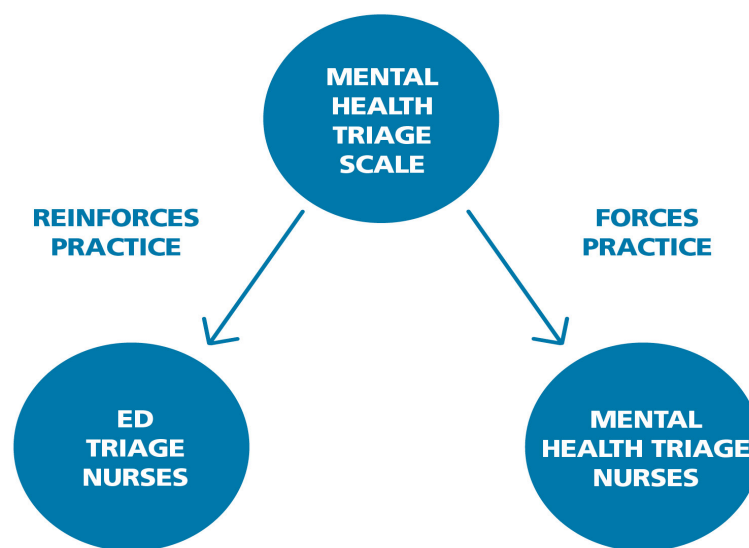 MENTAL
HEALTH
TRIAGE
SCALE
REINFORCES
PRACTICE
FORCES
PRACTICE
ED
TRIAGE
NURSES
MENTAL
HEALTH TRIAGE
NURSES